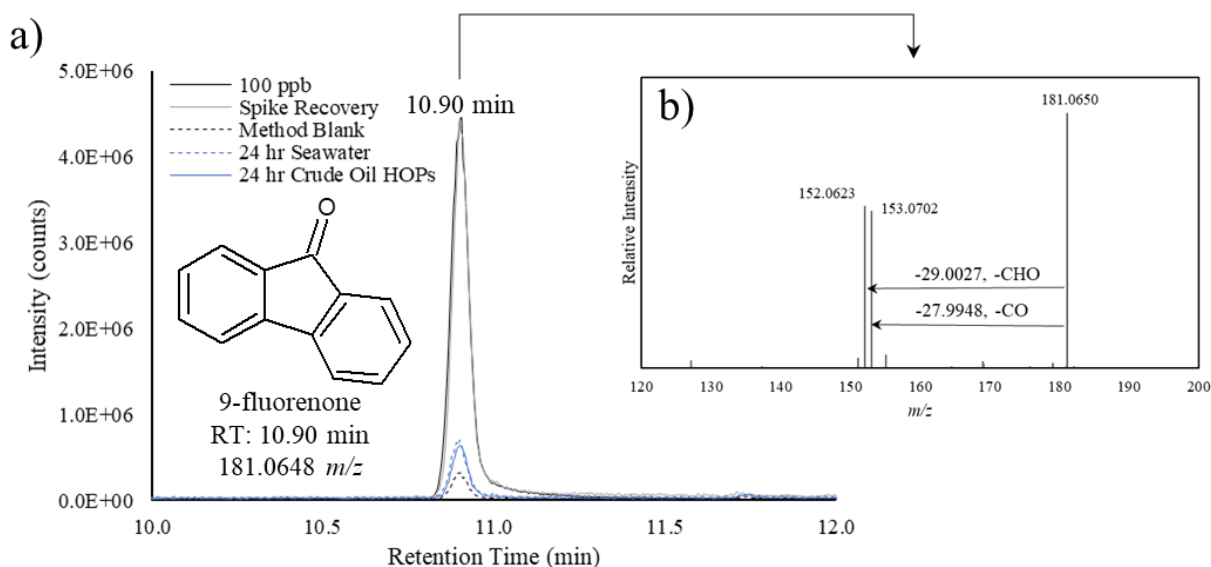 a)
5.0E+06
4.0E+06
3.0E+06
2.0E+06
1.0E+06
0.0E+00
Intensity (counts)
100 ppb
Spike Recovery
Method Blank
24 hr Seawater
24 hr Crude Oil HOPs
10.90 min
O
9-fluorenone
RT: 10.90 min
181.0648 m/z
10.0 10.5 11.0 11.5 12.0
Retention Time (min)
b)
181.0650
152.0623
153.0702
-29.0027, -CHO
-27.9948, -CO
Relative Intensity
120 130 140 150 160 170 180 190 200
m/z